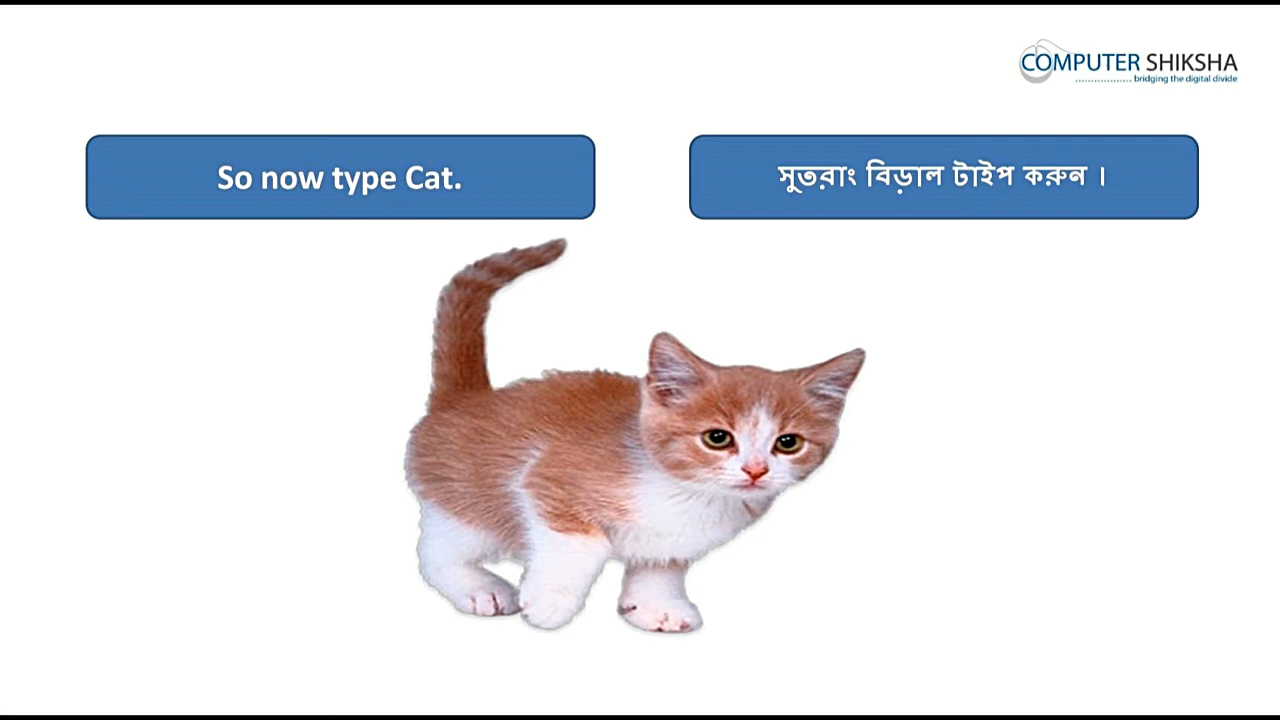 COMPUTER SHIKSHA
bridging the digital divide
So now type Cat.
সুতরাং বিড়াল টাইপ করুন ।